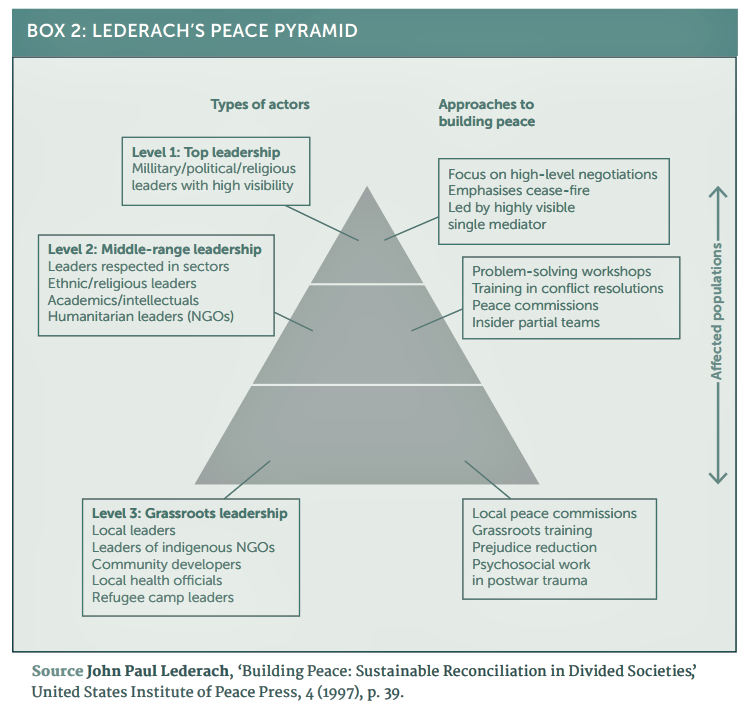 BOX 2: LEDERACH'S PEACE PYRAMID
Types of actors
Approaches to
building peace
Level 1: Top leadership
Millitary/political/religious
leaders with high visibility
Focus on high-level negotiations
Emphasises cease-fire
Led by highly visible
single mediator
Level 2: Middle-range leadership
Leaders respected in sectors
Ethnic/religious leaders
Academics/intellectuals
Humanitarian leaders (NGOs)
Problem-solving workshops
Training in conflict resolutions
Peace commissions
Insider partial teams
Affected populations
Level 3: Grassroots leadership
Local leaders
Leaders of indigenous NGOs
Community developers
Local health officials
Refugee camp leaders
Local peace commissions
Grassroots training
Prejudice reduction
Psychosocial work
in postwar trauma
Source John Paul Lederach, ‘Building Peace: Sustainable Reconciliation in Divided Societies,’
United States Institute of Peace Press, 4 (1997), p. 39.